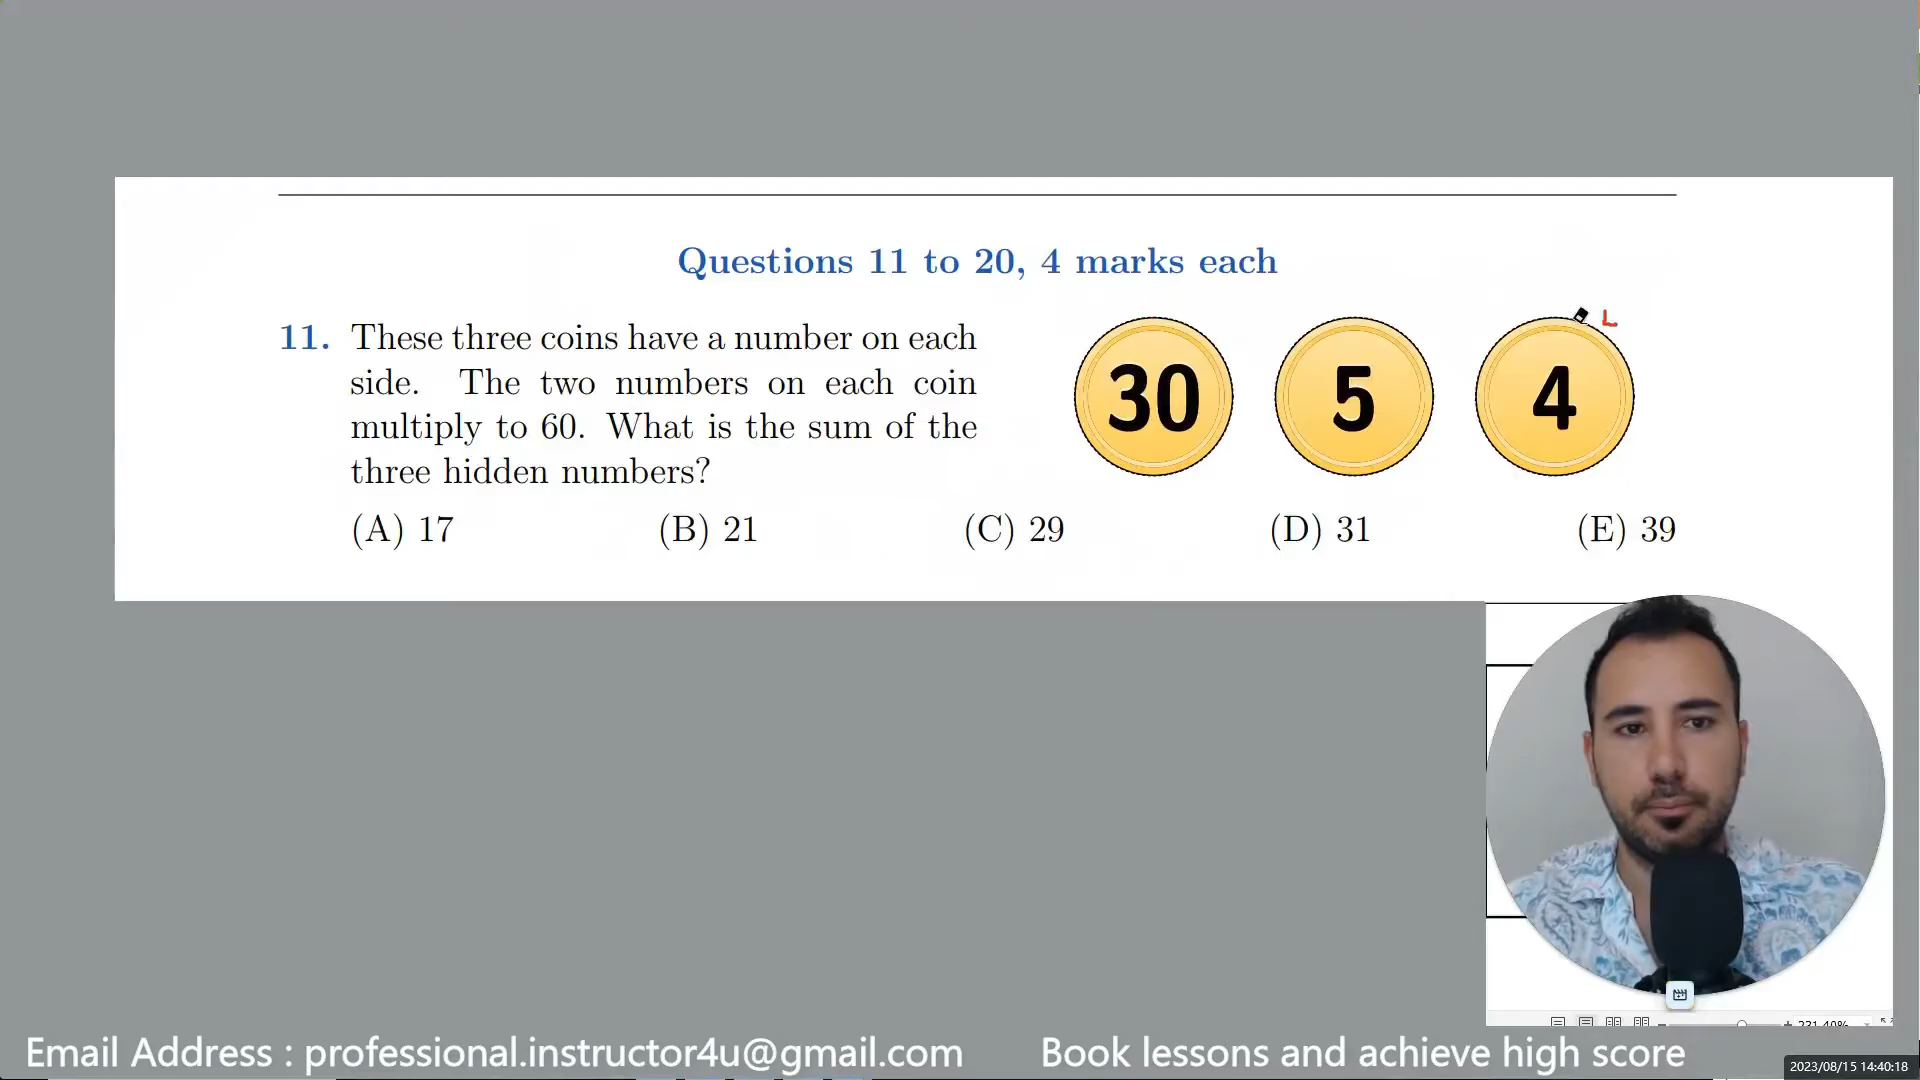 Questions 11 to 20, 4 marks each
11. These three coins have a number on each
side. The two numbers on each coin
multiply to 60. What is the sum of the
three hidden numbers?
30 5 4
(A) 17 (B) 21 (C) 29 (D) 31 (E) 39
Email Address : professional.instructor4u@gmail.com Book lessons and achieve high score
2023/08/15 14:40:18